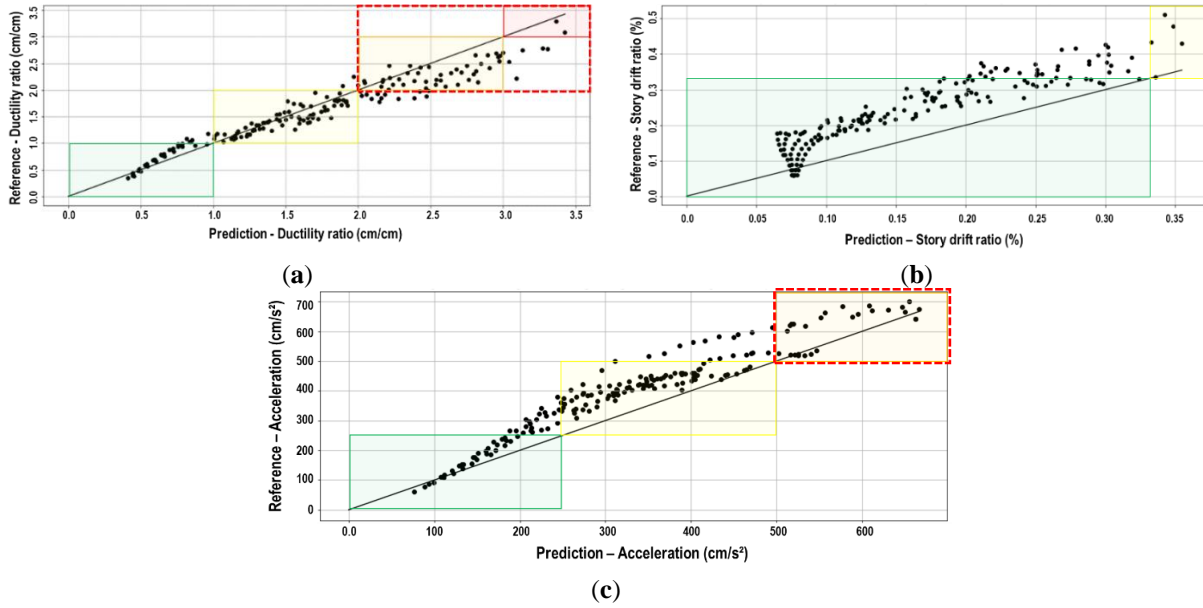 Reference - Ductility ratio (cm/cm)
3.5
3.0
2.5
2.0
1.5
1.0
0.5
0.0
0.0 0.5 1.0 1.5 2.0 2.5 3.0 3.5
Prediction - Ductility ratio (cm/cm)
(a)
Reference - Story drift ratio (%)
0.5
0.4
0.3
0.2
0.1
0.0
0.0 0.05 0.10 0.15 0.20 0.25 0.30 0.35
Prediction – Story drift ratio (%)
(b)
Reference – Acceleration (cm/s²)
700
600
500
400
300
200
100
0
0.0 100 200 300 400 500 600
Prediction – Acceleration (cm/s²)
(c)